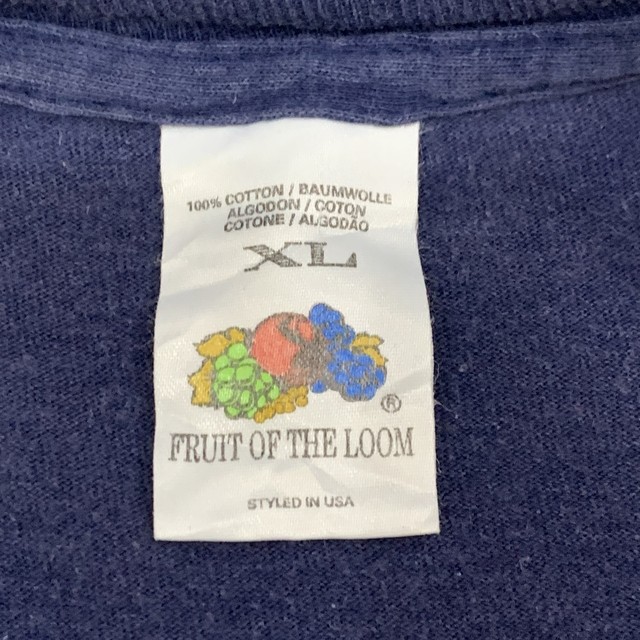 100% COTTON / BAUMWOLLE
ALGODON / COTON
COTONE / ALGODÃO
XL
®
FRUIT OF THE LOOM
STYLED IN USA